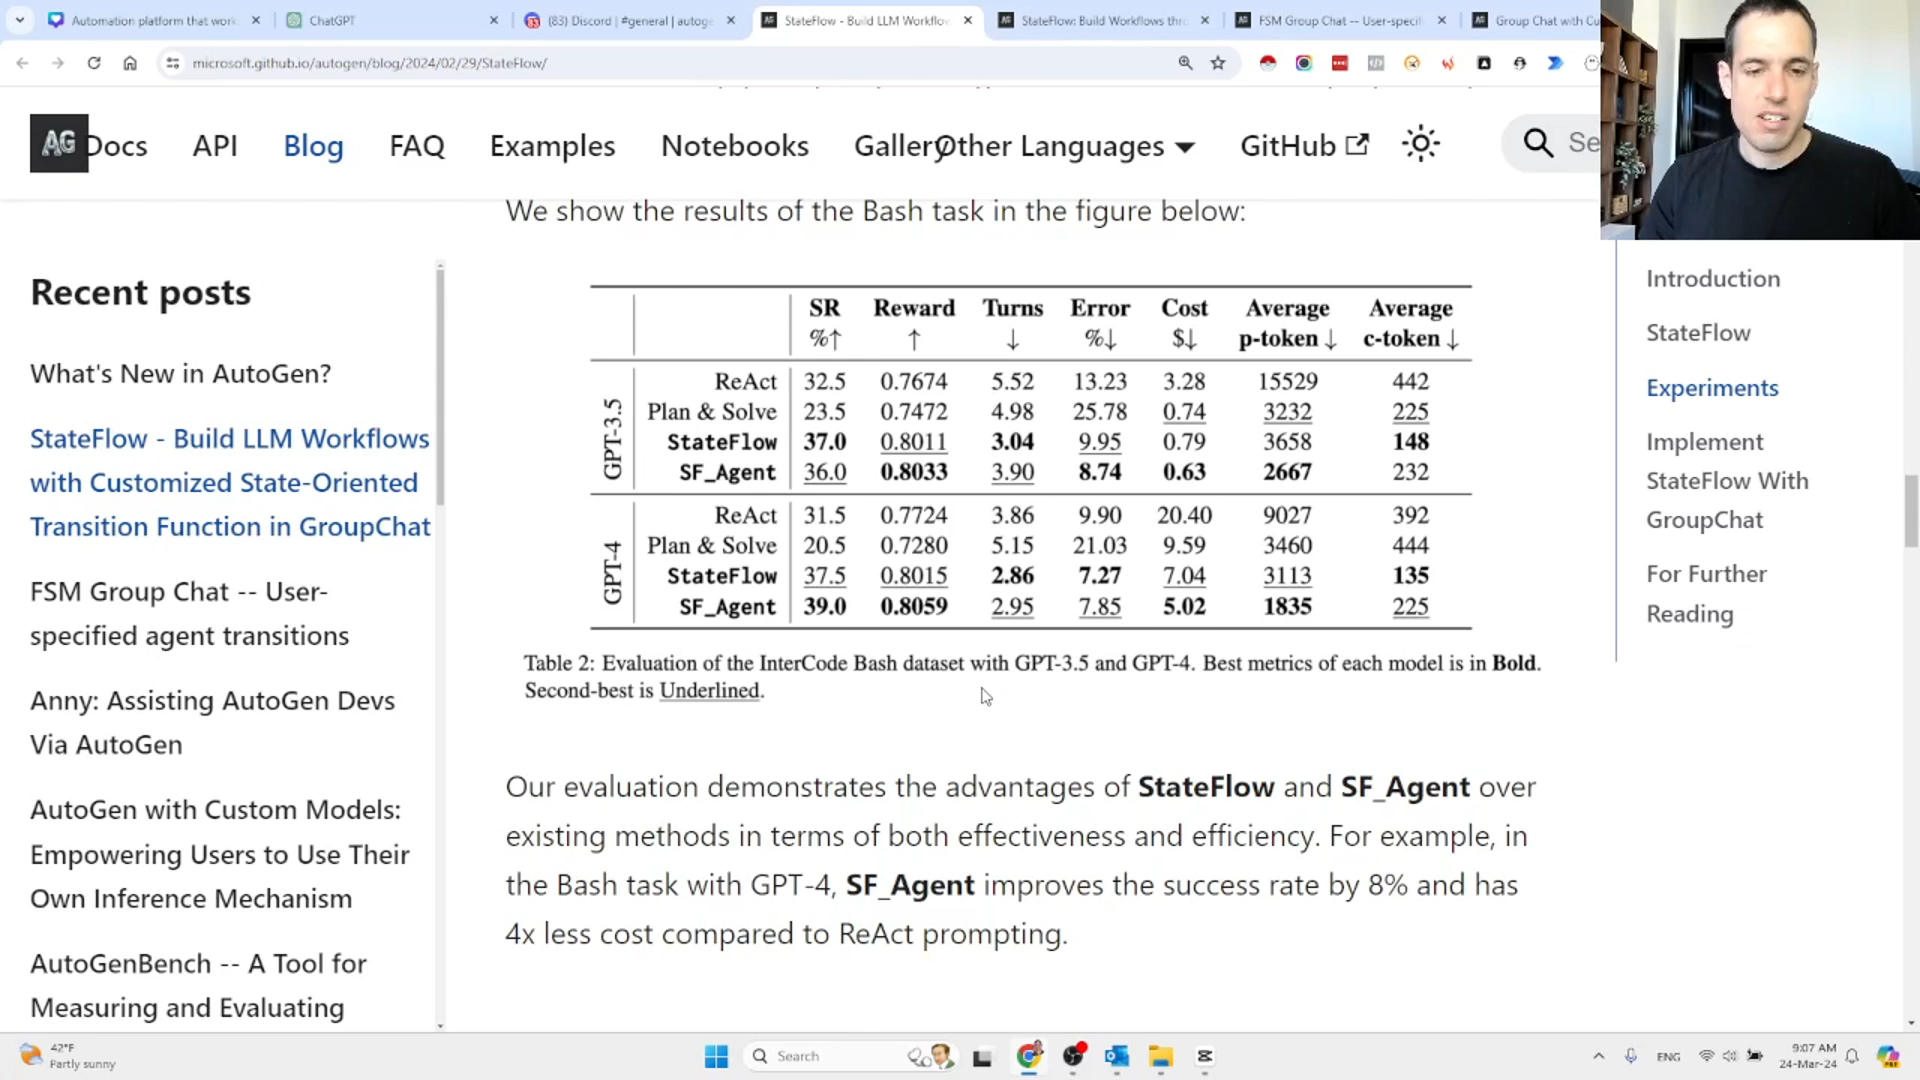 Automation platform that work
ChatGPT
(83) Discord | #general | autoge
StateFlow - Build LLM Workflow
StateFlow: Build Workflows thro
FSM Group Chat -- User-specifi
Group Chat with Cu
microsoft.github.io/autogen/blog/2024/02/29/StateFlow/
AG
Docs API Blog FAQ Examples Notebooks Gallery Other Languages GitHub Se
Recent posts
What's New in AutoGen?
StateFlow - Build LLM Workflows
with Customized State-Oriented
Transition Function in GroupChat
FSM Group Chat -- User-
specified agent transitions
Anny: Assisting AutoGen Devs
Via AutoGen
AutoGen with Custom Models:
Empowering Users to Use Their
Own Inference Mechanism
AutoGenBench -- A Tool for
Measuring and Evaluating
We show the results of the Bash task in the figure below:
SR Reward Turns Error Cost Average Average
%↑ ↑ ↓ %↓ $↓ p-token ↓ c-token ↓
GPT-3.5
ReAct 32.5 0.7674 5.52 13.23 3.28 15529 442
Plan & Solve 23.5 0.7472 4.98 25.78 0.74 3232 225
StateFlow 37.0 0.8011 3.04 9.95 0.79 3658 148
SF_Agent 36.0 0.8033 3.90 8.74 0.63 2667 232
GPT-4
ReAct 31.5 0.7724 3.86 9.90 20.40 9027 392
Plan & Solve 20.5 0.7280 5.15 21.03 9.59 3460 444
StateFlow 37.5 0.8015 2.86 7.27 7.04 3113 135
SF_Agent 39.0 0.8059 2.95 7.85 5.02 1835 225
Table 2: Evaluation of the InterCode Bash dataset with GPT-3.5 and GPT-4. Best metrics of each model is in Bold.
Second-best is Underlined.
Our evaluation demonstrates the advantages of StateFlow and SF_Agent over
existing methods in terms of both effectiveness and efficiency. For example, in
the Bash task with GPT-4, SF_Agent improves the success rate by 8% and has
4x less cost compared to ReAct prompting.
Introduction
StateFlow
Experiments
Implement
StateFlow With
GroupChat
For Further
Reading
42°F
Partly sunny
Search
ENG
9:07 AM
24-Mar-24